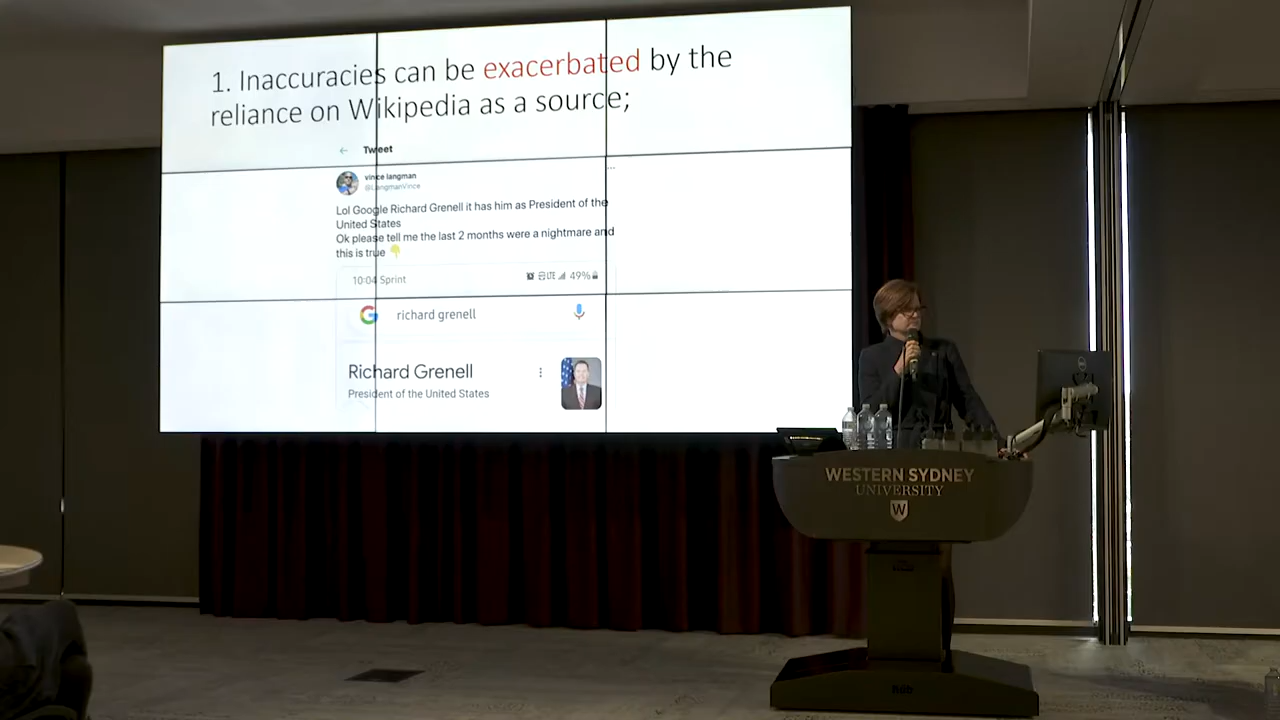 1. Inaccuracies can be exacerbated by the
reliance on Wikipedia as a source;
← Tweet
vince langman
@LangmanVince
Lol Google Richard Grenell it has him as President of the
United States
Ok please tell me the last 2 months were a nightmare and
this is true 👇
10:04 Sprint
LTE 49%
richard grenell
Richard Grenell
President of the United States
WESTERN SYDNEY
UNIVERSITY
W